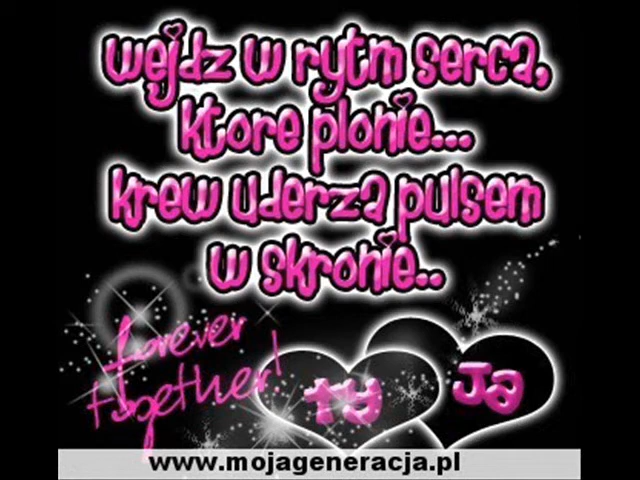 wejdz w rytm serca,
ktore plonie...
krew uderza pulsem
w skronie..
forever
together!
ty
Ja
www.mojageneracja.pl